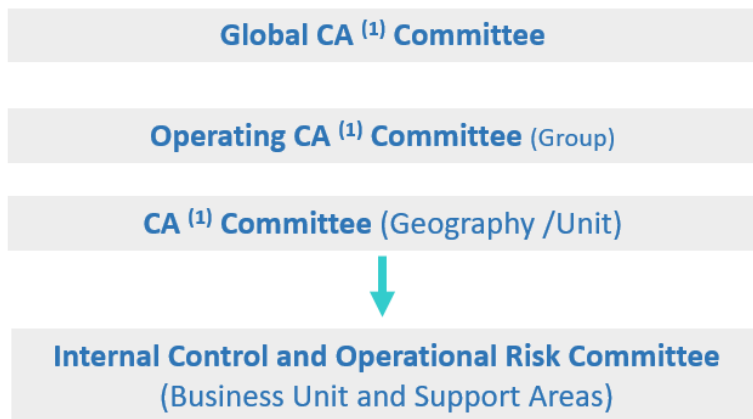 Global CA (1) Committee
Operating CA (1) Committee (Group)
CA (1) Committee (Geography /Unit)
Internal Control and Operational Risk Committee
(Business Unit and Support Areas)